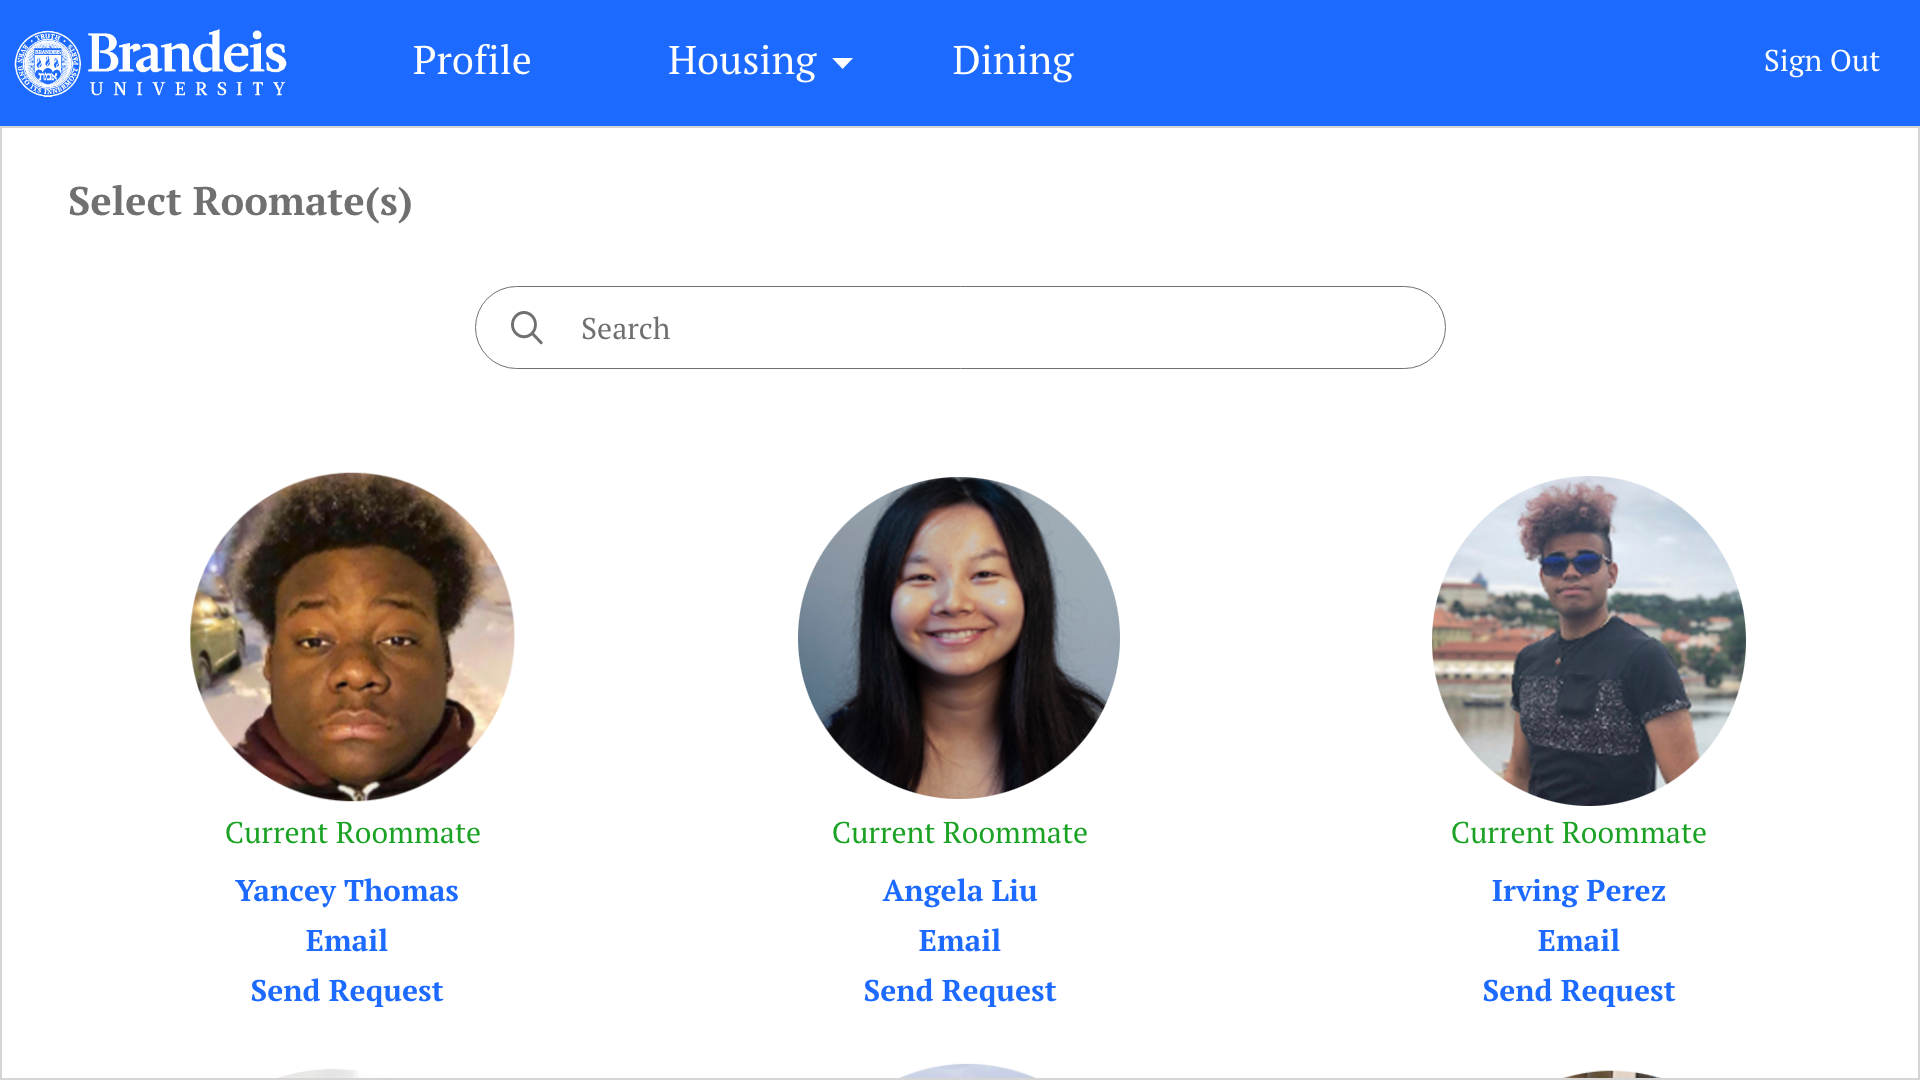 Brandeis
UNIVERSITY
Profile
Housing
Dining
Sign Out
Select Roomate(s)
Search
Current Roommate
Current Roommate
Current Roommate
Yancey Thomas
Angela Liu
Irving Perez
Email
Email
Email
Send Request
Send Request
Send Request